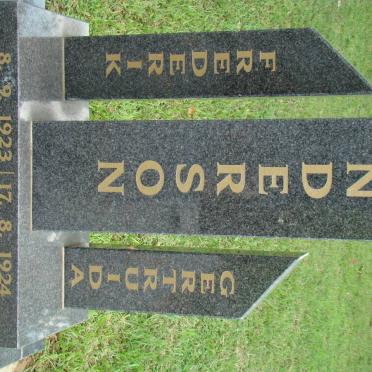 FREDERIK
NDERSON
GERTRUIDA
8. 9. 1923 | 17. 8. 1924